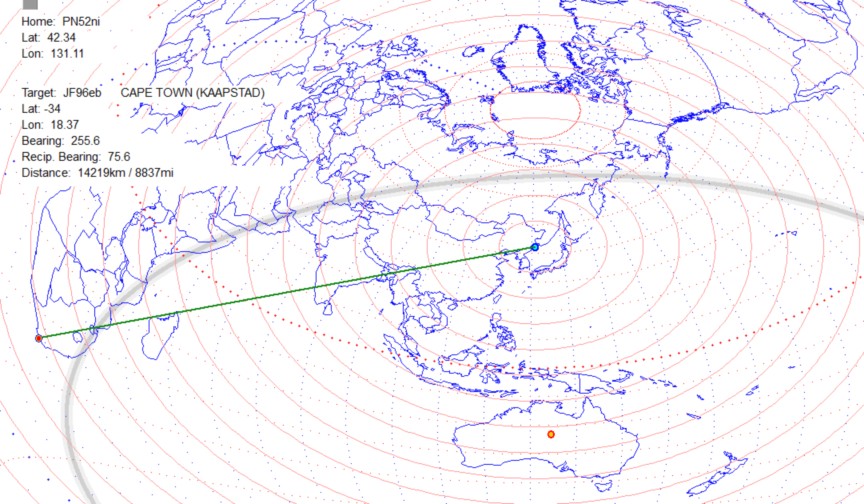 Home: PN52ni
Lat: 42.34
Lon: 131.11
Target: JF96eb CAPE TOWN (KAAPSTAD)
Lat: -34
Lon: 18.37
Bearing: 255.6
Recip. Bearing: 75.6
Distance: 14219km / 8837mi